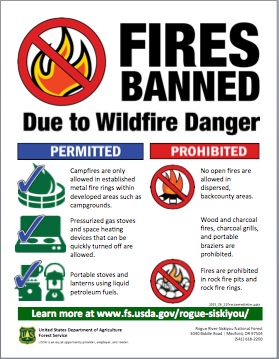 FIRES
BANNED
Due to Wildfire Danger
PERMITTED
Campfires are only
allowed in established
metal fire rings within
developed areas such as
campgrounds.
Pressurized gas stoves
and space heating
devices that can be
quickly turned off are
allowed.
Portable stoves and
lanterns using liquid
petroleum fuels.
PROHIBITED
No open fires are
allowed in
dispersed,
backcounty areas.
Wood and charcoal
fires, charcoal grills,
and portable
braziers are
prohibited.
Fires are prohibited
in rock fire pits and
rock fire rings.
Learn more at www.fs.usda.gov/rogue-siskiyou/
United States Department of Agriculture
Forest Service
USDA is an equal opportunity provider, employer, and lender.
Rogue River-Siskiyou National Forest
3040 Biddle Road | Medford, OR 97504
(541) 618-2200